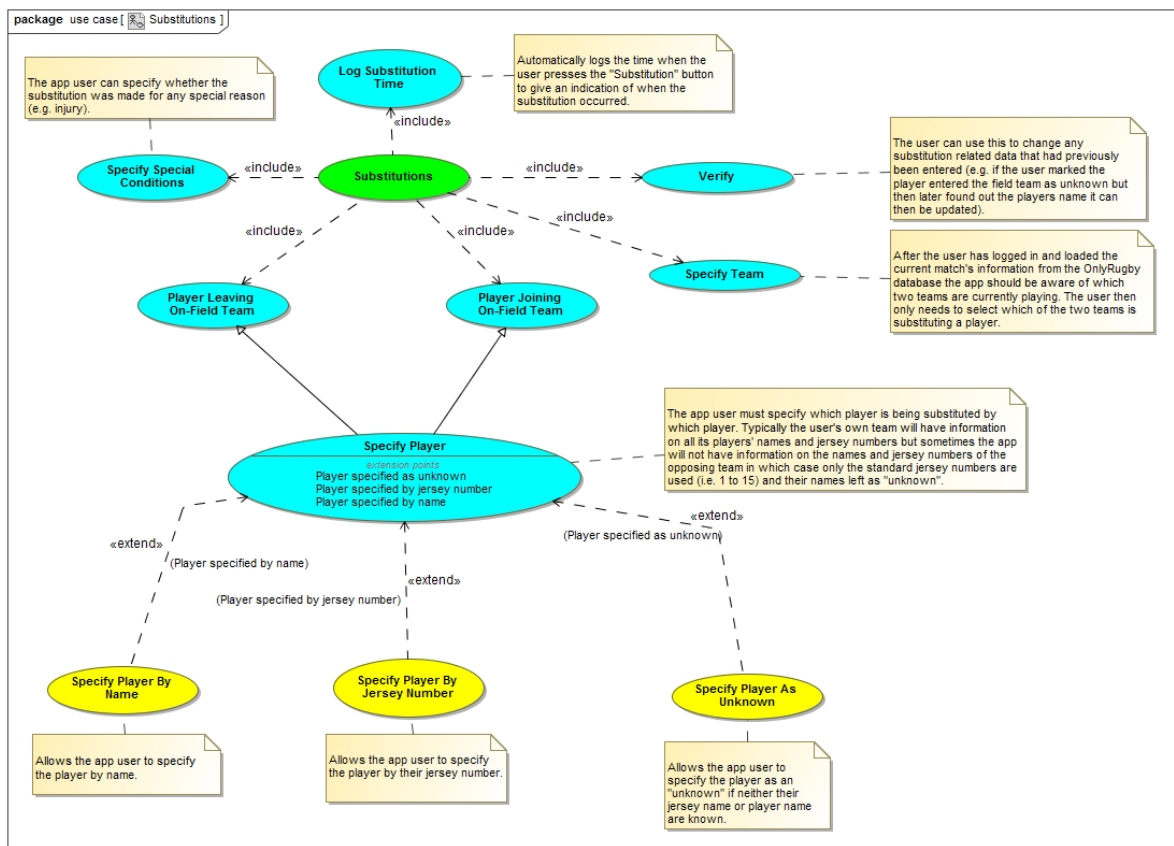 package use case [ Substitutions ]
Log Substitution
Time
Automatically logs the time when the
user presses the "Substitution" button
to give an indication of when the
substitution occurred.
The app user can specify whether the
substitution was made for any special reason
(e.g. injury).
«include»
Specify Special
Conditions
«include»
Substitutions
«include»
Verify
The user can use this to change any
substitution related data that had previously
been entered (e.g. if the user marked the
player entered the field team as unknown but
then later found out the players name it can
then be updated).
«include»
«include»
«include»
Specify Team
After the user has logged in and loaded the
current match's information from the OnlyRugby
database the app should be aware of which
two teams are currently playing. The user then
only needs to select which of the two teams is
substituting a player.
Player Leaving
On-Field Team
Player Joining
On-Field Team
Specify Player
extension points
Player specified as unknown
Player specified by jersey number
Player specified by name
The app user must specify which player is being substituted by
which player. Typically the user's own team will have information
on all its players' names and jersey numbers but sometimes the app
will not have information on the names and jersey numbers of the
opposing team in which case only the standard jersey numbers are
used (i.e. 1 to 15) and their names left as "unknown".
«extend»
(Player specified by name)
«extend»
(Player specified by jersey number)
«extend»
(Player specified as unknown)
Specify Player By
Name
Specify Player By
Jersey Number
Specify Player As
Unknown
Allows the app user to specify
the player by name.
Allows the app user to specify
the player by their jersey number.
Allows the app user to
specify the player as an
"unknown" if neither their
jersey name or player name
are known.